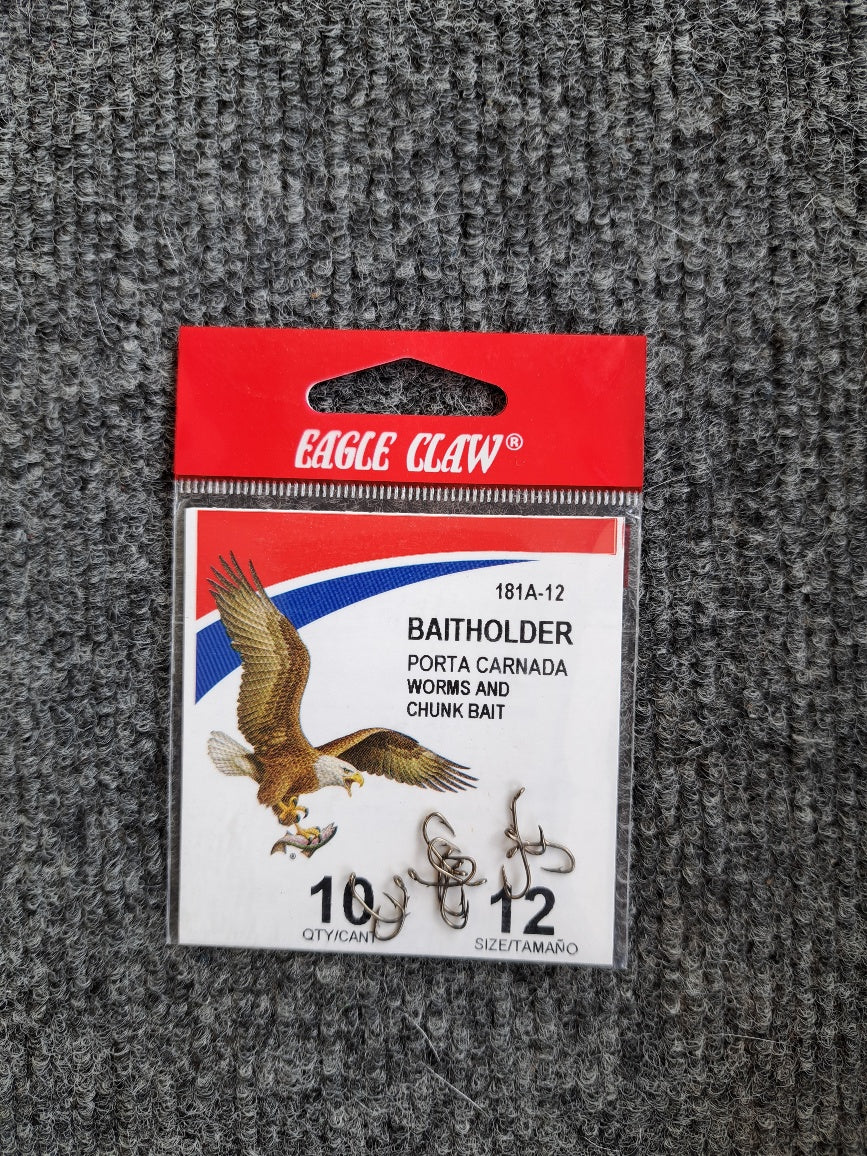 EAGLE CLAW®
181A-12
BAITHOLDER
PORTA CARNADA
WORMS AND
CHUNK BAIT
®
10 12
QTY/CANT SIZE/TAMAÑO